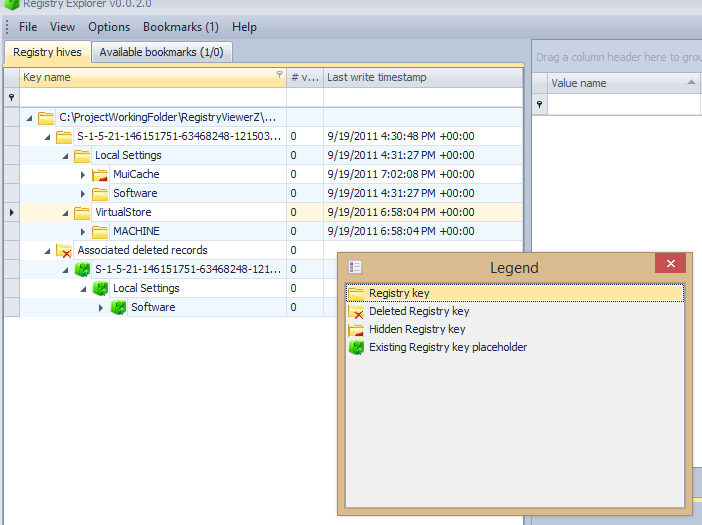 Registry Explorer v0.0.2.0
File View Options Bookmarks (1) Help
Registry hives Available bookmarks (1/0)
Key name # v... Last write timestamp
C:\ProjectWorkingFolder\RegistryViewerZ\... 0
S-1-5-21-146151751-63468248-121503... 0 9/19/2011 4:30:48 PM +00:00
Local Settings 0 9/19/2011 4:31:27 PM +00:00
MuiCache 0 9/19/2011 7:02:08 PM +00:00
Software 0 9/19/2011 4:31:27 PM +00:00
VirtualStore 0 9/19/2011 6:58:04 PM +00:00
MACHINE 0 9/19/2011 6:58:04 PM +00:00
Associated deleted records 0
S-1-5-21-146151751-63468248-121... 0
Local Settings 0
Software 0
Drag a column header here to grou
Value name
Legend
Registry key
Deleted Registry key
Hidden Registry key
Existing Registry key placeholder